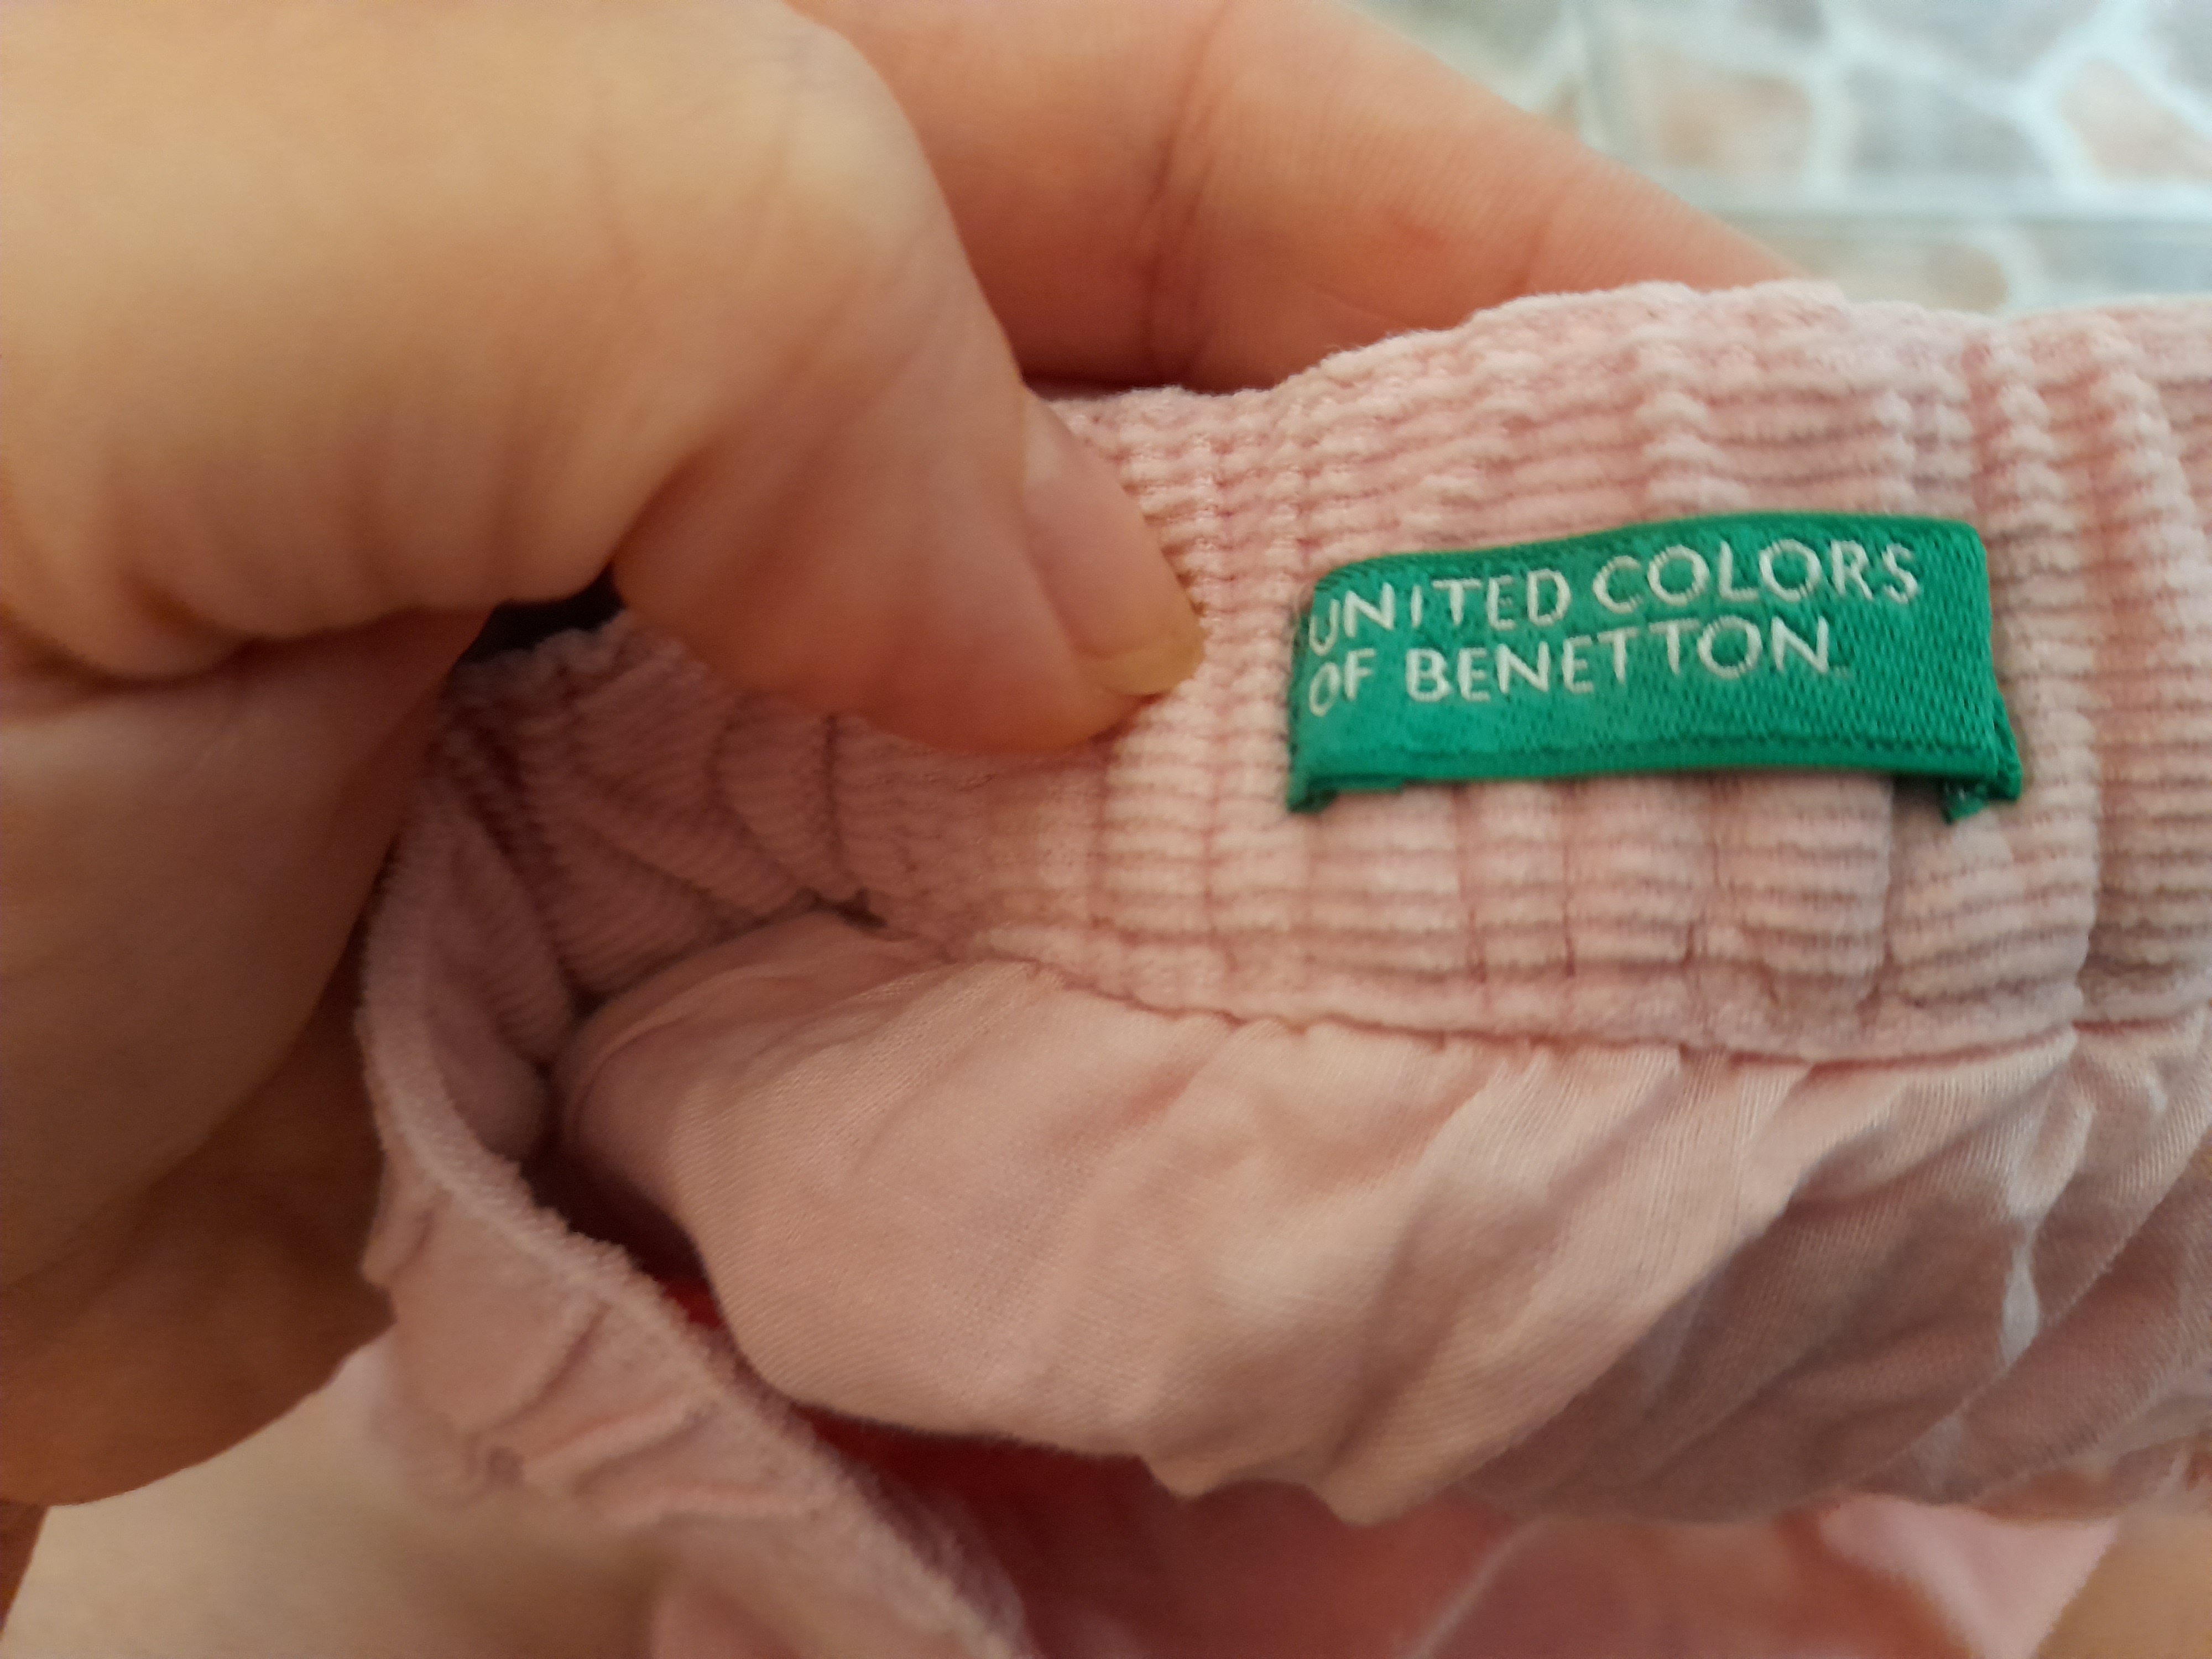 UNITED COLORS
OF BENETTON.